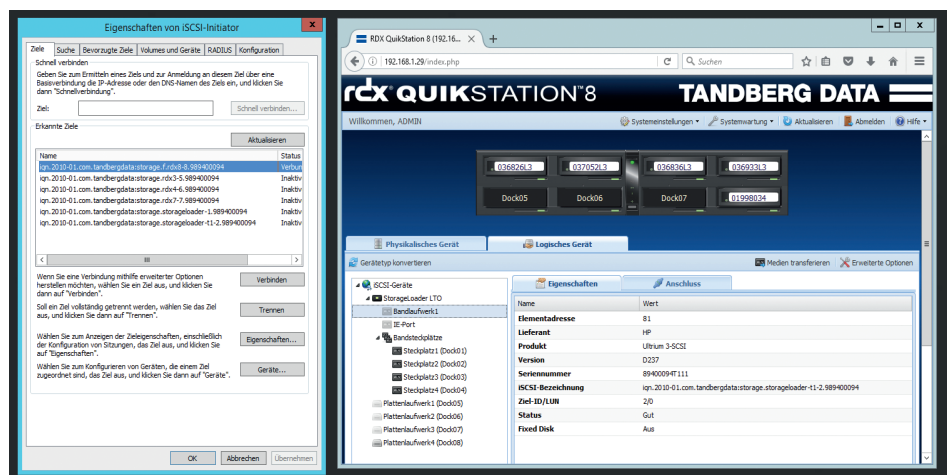 Eigenschaften von iSCSI-Initiator
x
Ziele Suche Bevorzugte Ziele Volumes und Geräte RADIUS Konfiguration
Schnell verbinden
Geben Sie zum Ermitteln eines Ziels und zur Anmeldung an diesem Ziel über eine
Basisverbindung die IP-Adresse oder den DNS-Namen des Ziels ein, und klicken Sie
dann auf "Schnellverbindung".
Ziel:
Schnell verbinden...
Erkannte Ziele
Aktualisieren
Name Status
iqn.2010-01.com.tandbergdata:storage.f.rdx8-8.989400094 Verbun
iqn.2010-01.com.tandbergdata:storage.rdx3-5.989400094 Inaktiv
iqn.2010-01.com.tandbergdata:storage.rdx4-6.989400094 Inaktiv
iqn.2010-01.com.tandbergdata:storage.rdx7-7.989400094 Inaktiv
iqn.2010-01.com.tandbergdata:storage.storageloader-1.989400094 Inaktiv
iqn.2010-01.com.tandbergdata:storage.storageloader-t1-2.989400094 Inaktiv
Wenn Sie eine Verbindung mithilfe erweiterter Optionen
herstellen möchten, wählen Sie ein Ziel aus, und klicken Sie
dann auf "Verbinden".
Verbinden
Soll ein Ziel vollständig getrennt werden, wählen Sie das Ziel
aus, und klicken Sie dann auf "Trennen".
Trennen
Wählen Sie zum Anzeigen der Zieleigenschaften, einschließlich
der Konfiguration von Sitzungen, das Ziel aus, und klicken Sie
auf "Eigenschaften".
Eigenschaften...
Wählen Sie zum Konfigurieren von Geräten, die einem Ziel
zugeordnet sind, das Ziel aus, und klicken Sie dann auf "Geräte".
Geräte...
OK Abbrechen Übernehmen
RDX QuikStation 8 (192.16...
192.168.1.29/index.php
Suchen
rdx® QUIKSTATION™8
TANDBERG DATA
Willkommen, ADMIN
Systemeinstellungen Systemwartung Aktualisieren Abmelden Hilfe
036826L3 037052L3 036836L3 036933L3
Dock05 Dock06 Dock07 01998034
Physikalisches Gerät Logisches Gerät
Gerätetyp konvertieren Medien transferieren Erweiterte Optionen
iSCSI-Geräte
StorageLoader LTO
Bandlaufwerk1
IE-Port
Bandsteckplätze
Steckplatz1 (Dock01)
Steckplatz2 (Dock02)
Steckplatz3 (Dock03)
Steckplatz4 (Dock04)
Plattenlaufwerk1 (Dock05)
Plattenlaufwerk2 (Dock06)
Plattenlaufwerk3 (Dock07)
Plattenlaufwerk4 (Dock08)
Eigenschaften Anschluss
Name Wert
Elementadresse 81
Lieferant HP
Produkt Ultrium 3-SCSI
Version D237
Seriennummer 89400094T111
iSCSI-Bezeichnung iqn.2010-01.com.tandbergdata:storage.storageloader-t1-2.989400094
Ziel-ID/LUN 2/0
Status Gut
Fixed Disk Aus